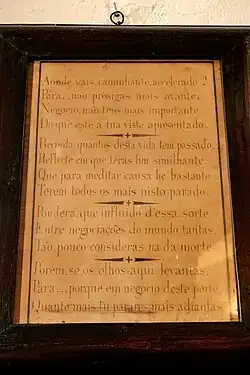 Aonde vais, caminhante, acelerado?
Pára...não prosigas mais avante.
Negocio, não tens mais importante
Do que este á tua vista apresentado.
Recorda quantos desta vida tem passado,
Reflecte em que terás fim similhante.
Que para meditar causa he bastante
Terem todos os mais nisto parado.
Pondera, que influido d'essa sorte
Entre negociações do mundo tantas,
Tão pouco consideras na da morte.
Porem, se os olhos aqui levantas,
Pára... porque em negocio deste porte
Quanto mais tu parares, mais adiantas.